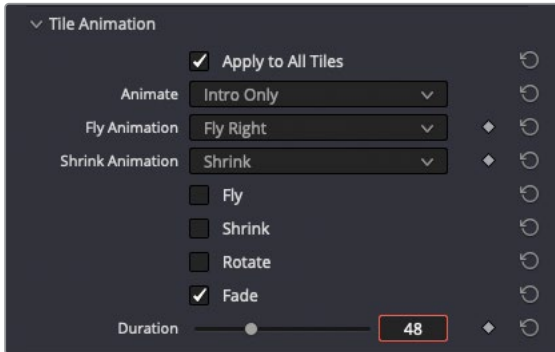 Tile Animation
Apply to All Tiles
Animate Intro Only
Fly Animation Fly Right
Shrink Animation Shrink
Fly
Shrink
Rotate
Fade
Duration 48